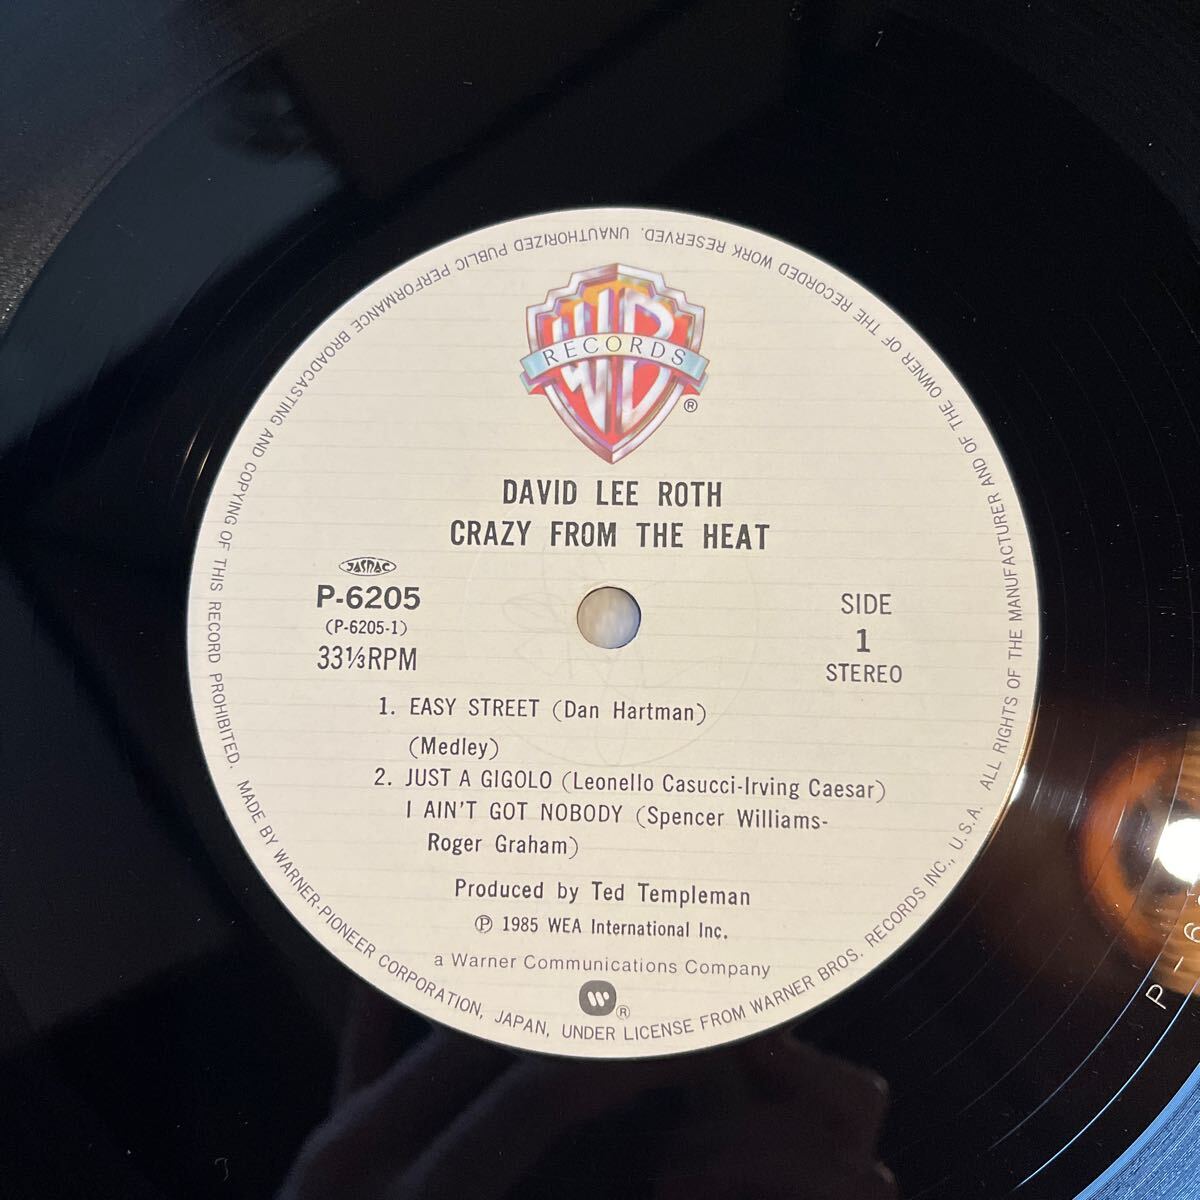 WB
RECORDS
®
DAVID LEE ROTH
CRAZY FROM THE HEAT
JASRAC
P-6205
(P-6205-1)
33⅓RPM
SIDE
1
STEREO
1. EASY STREET (Dan Hartman)
(Medley)
2. JUST A GIGOLO (Leonello Casucci-Irving Caesar)
I AIN'T GOT NOBODY (Spencer Williams-
Roger Graham)
Produced by Ted Templeman
℗ 1985 WEA International Inc.
a Warner Communications Company
®
ALL RIGHTS OF THE MANUFACTURER AND OF THE OWNER OF THE RECORDED WORK RESERVED. UNAUTHORIZED PUBLIC PERFORMANCE BROADCASTING AND COPYING OF THIS RECORD PROHIBITED. MADE BY WARNER-PIONEER CORPORATION, JAPAN, UNDER LICENSE FROM WARNER BROS. RECORDS INC., U.S.A.